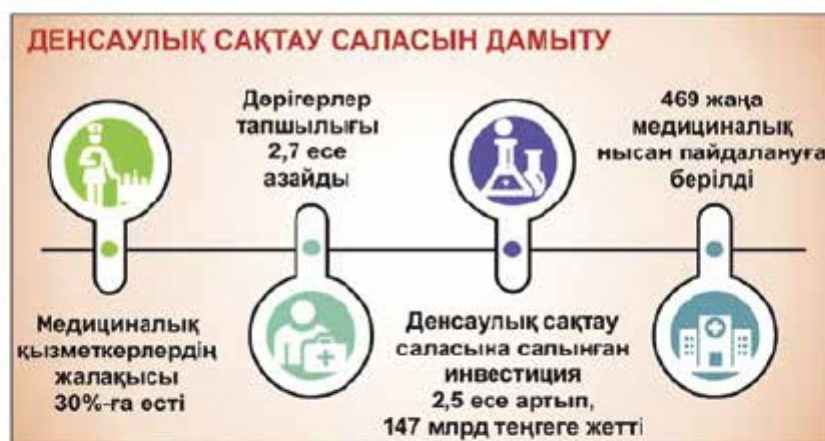 ДЕНСАУЛЫҚ САҚТАУ САЛАСЫН ДАМЫТУ
Медициналық
қызметкерлердің
жалақысы
30%-ға өсті
Дәрігерлер
тапшылығы
2,7 есе
азайды
Денсаулық сақтау
саласына салынған
инвестиция
2,5 есе артып,
147 млрд теңгеге жетті
469 жаңа
медициналық
нысан пайдалануға
берілді